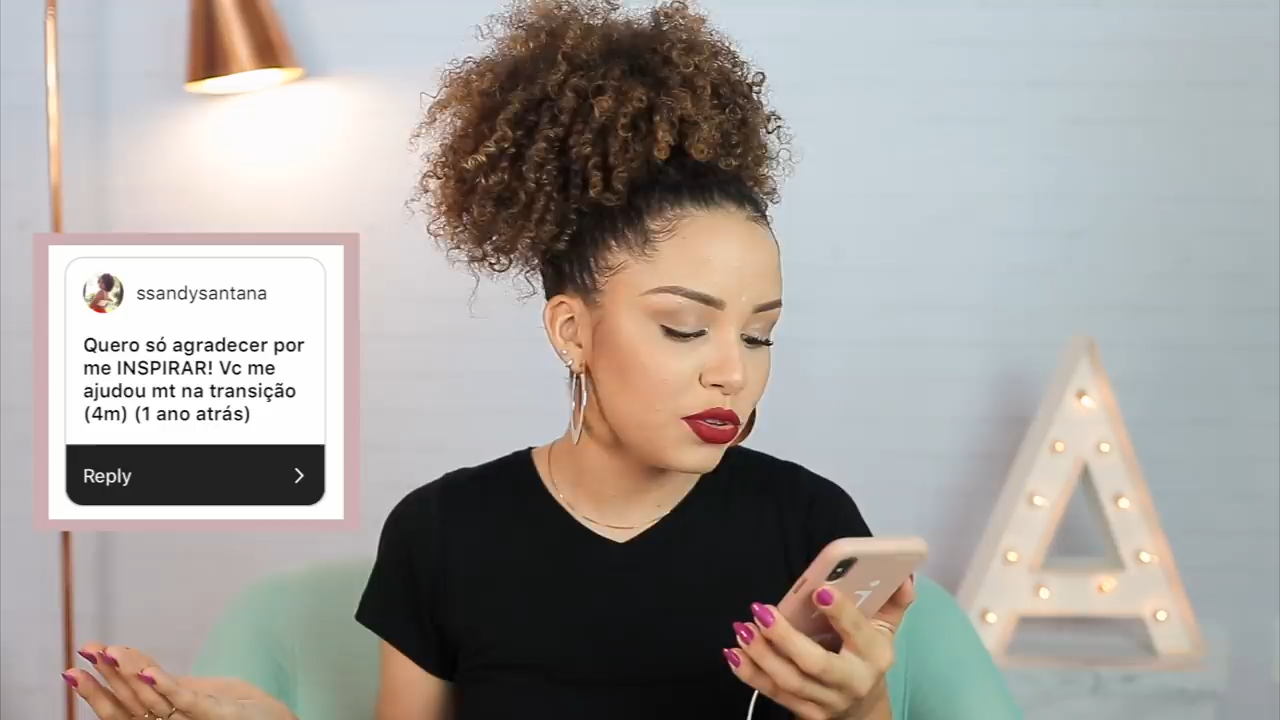 ssandysantana
Quero só agradecer por
me INSPIRAR! Vc me
ajudou mt na transição
(4m) (1 ano atrás)
Reply
A